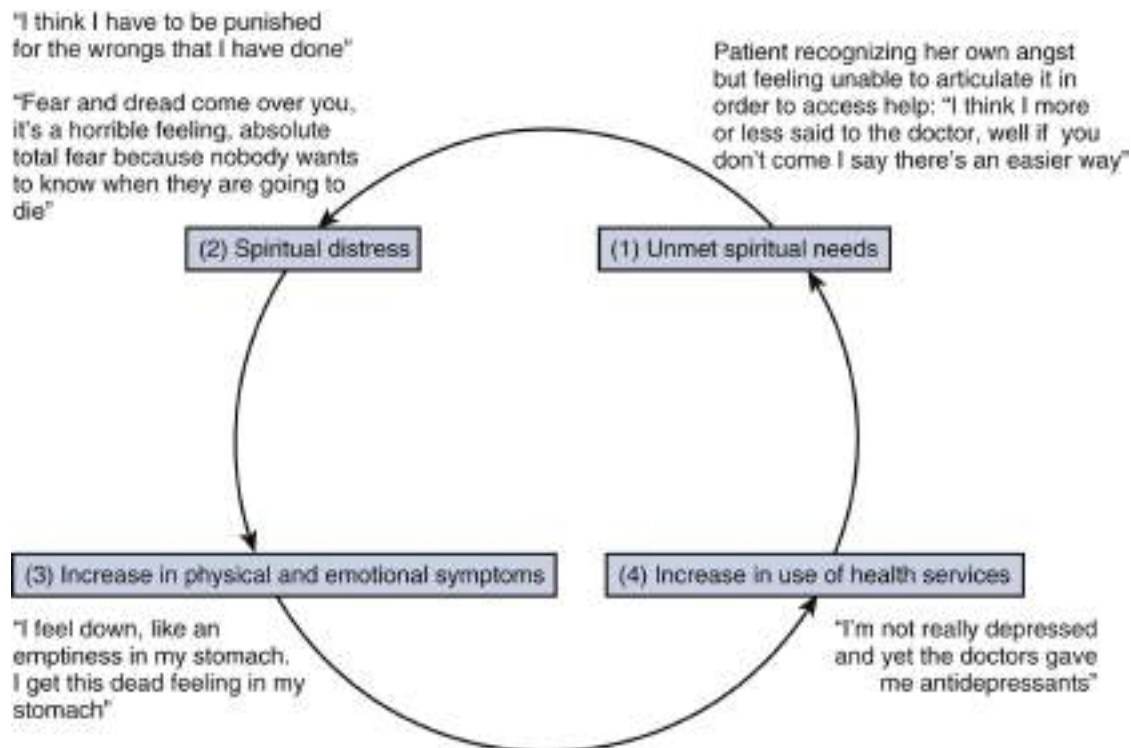 "I think I have to be punished
for the wrongs that I have done"
"Fear and dread come over you,
it's a horrible feeling, absolute
total fear because nobody wants
to know when they are going to
die"
Patient recognizing her own angst
but feeling unable to articulate it in
order to access help: "I think I more
or less said to the doctor, well if you
don't come I say there's an easier way"
(2) Spiritual distress
(1) Unmet spiritual needs
(3) Increase in physical and emotional symptoms
(4) Increase in use of health services
"I feel down, like an
emptiness in my stomach.
I get this dead feeling in my
stomach"
"I'm not really depressed
and yet the doctors gave
me antidepressants"